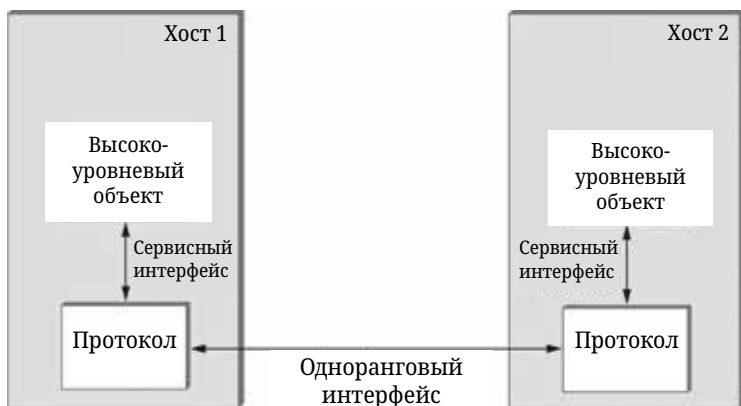 Хост 1
Высоко-
уровневый
объект
Сервисный
интерфейс
Протокол
Хост 2
Высоко-
уровневый
объект
Сервисный
интерфейс
Протокол
Одноранговый
интерфейс